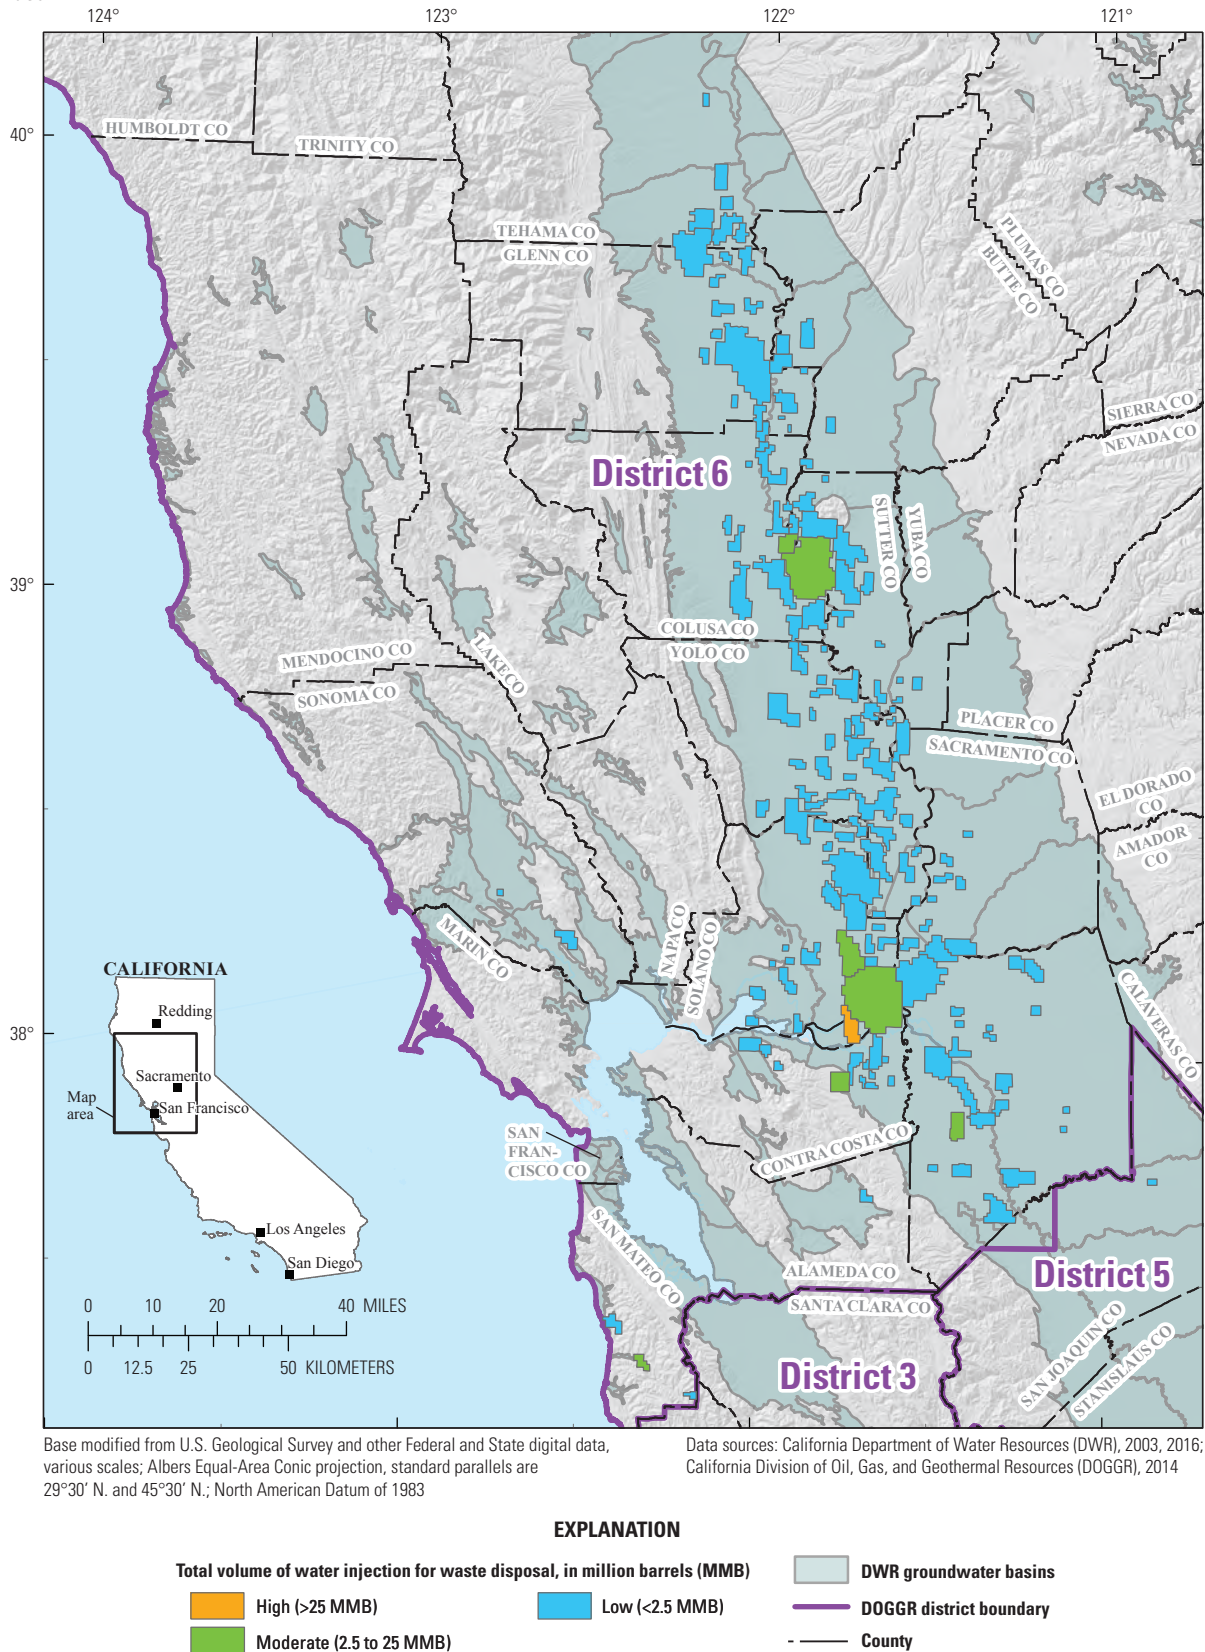 124°
123°
122°
121°
40°
HUMBOLDT CO
TRINITY CO
TEHAMA CO
GLENN CO
PLUMAS CO
BUTTE CO
SIERRA CO
NEVADA CO
District 6
SUTTER CO
YUBA CO
39°
COLUSA CO
YOLO CO
LAKE CO
MENDOCINO CO
SONOMA CO
PLACER CO
SACRAMENTO CO
EL DORADO
CO
AMADOR
CO
MARIN CO
NAPA CO
SOLANO CO
CALAVERAS CO
38°
CALIFORNIA
Redding
Sacramento
Map
area
San Francisco
Los Angeles
San Diego
SAN
FRAN-
CISCO CO
CONTRA COSTA CO
SAN MATEO CO
ALAMEDA CO
SANTA CLARA CO
District 5
District 3
SAN JOAQUIN CO
STANISLAUS CO
0 10 20 40 MILES
0 12.5 25 50 KILOMETERS
Base modified from U.S. Geological Survey and other Federal and State digital data,
various scales; Albers Equal-Area Conic projection, standard parallels are
29°30′ N. and 45°30′ N.; North American Datum of 1983
Data sources: California Department of Water Resources (DWR), 2003, 2016;
California Division of Oil, Gas, and Geothermal Resources (DOGGR), 2014
EXPLANATION
Total volume of water injection for waste disposal, in million barrels (MMB)
High (>25 MMB)
Moderate (2.5 to 25 MMB)
Low (<2.5 MMB)
DWR groundwater basins
DOGGR district boundary
County